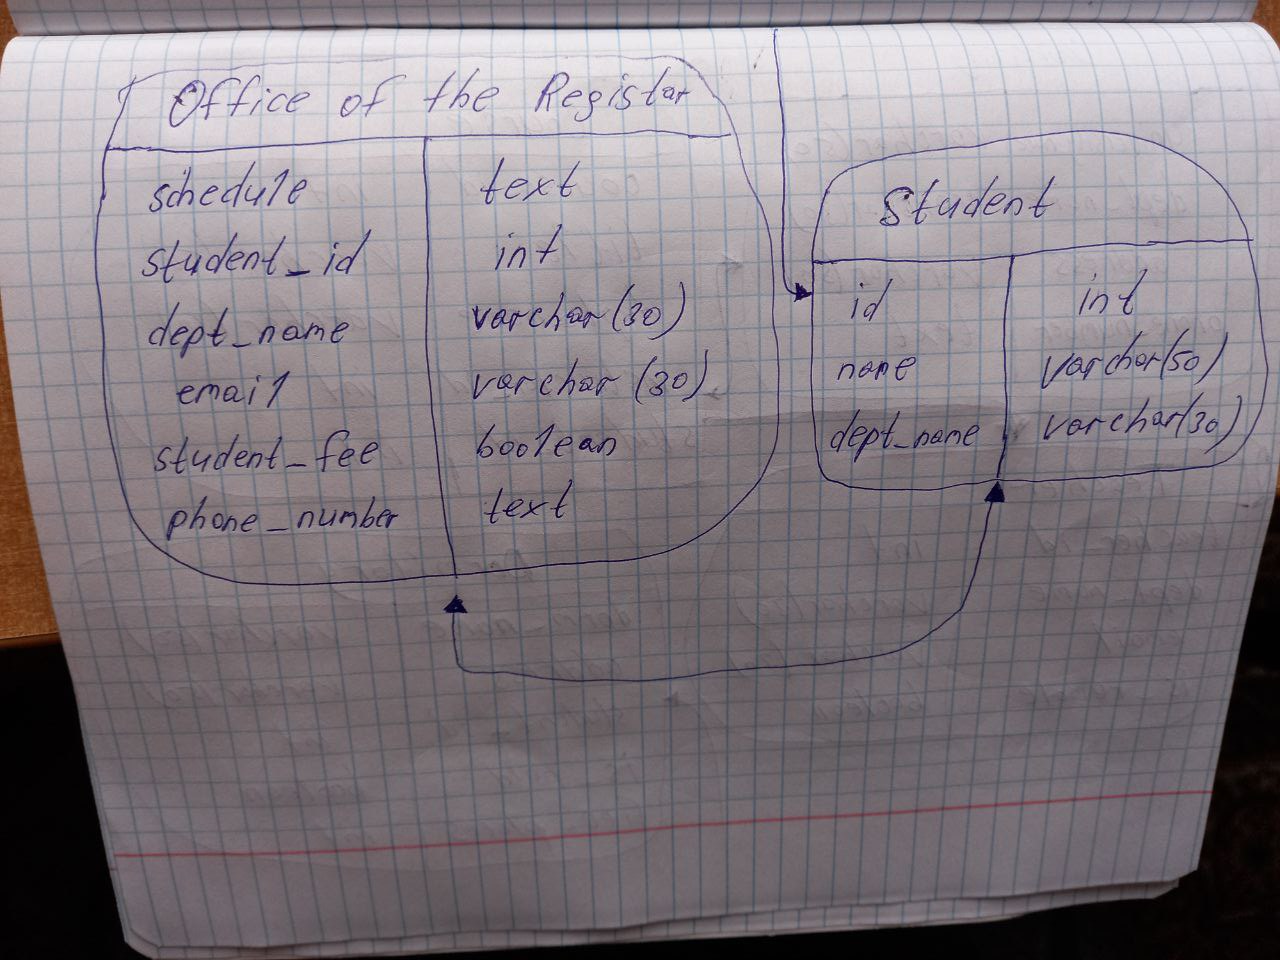 Office of the Registar
schedule text
student_id int
dept_name varchar(30)
email varchar (30)
student_fee boolean
phone_number text
Student
id int
name varchar(50)
dept_name varchar(30)